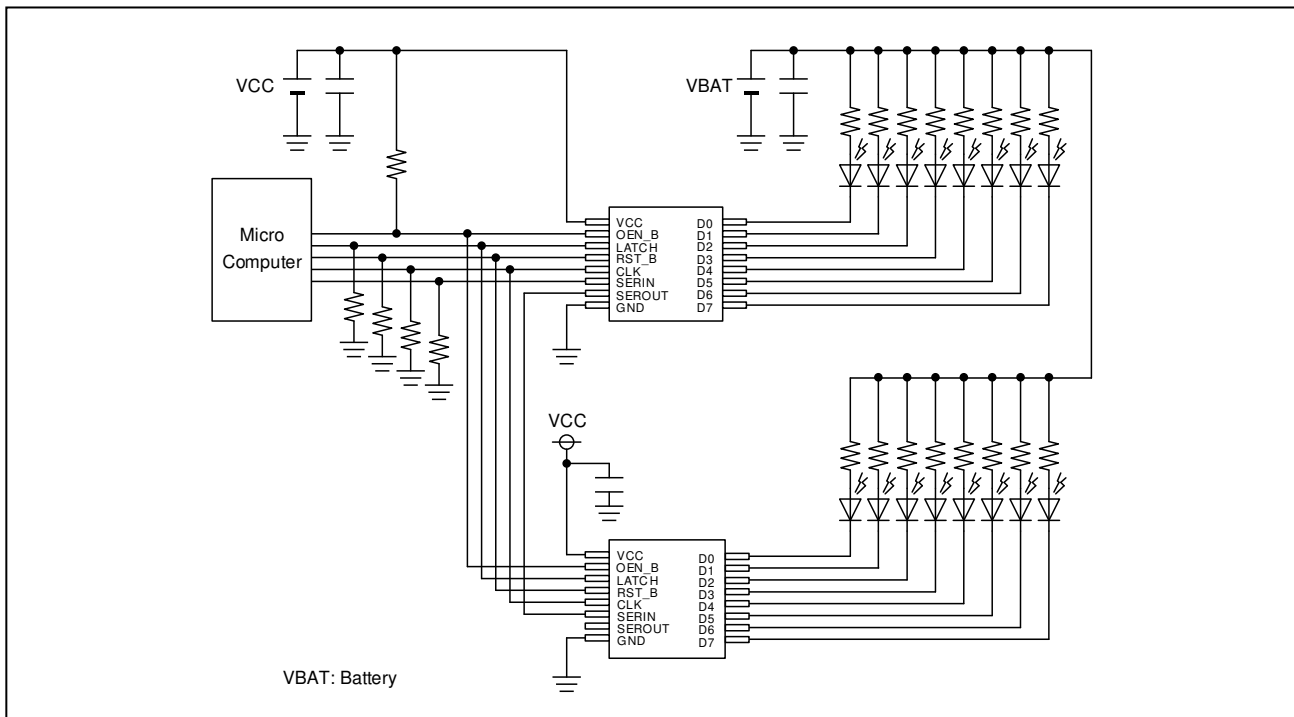 VCC
VBAT
Micro
Computer
VCC
OEN_B
LATCH
RST_B
CLK
SERIN
SEROUT
GND
D0
D1
D2
D3
D4
D5
D6
D7
VCC
VCC
OEN_B
LATCH
RST_B
CLK
SERIN
SEROUT
GND
D0
D1
D2
D3
D4
D5
D6
D7
VBAT: Battery